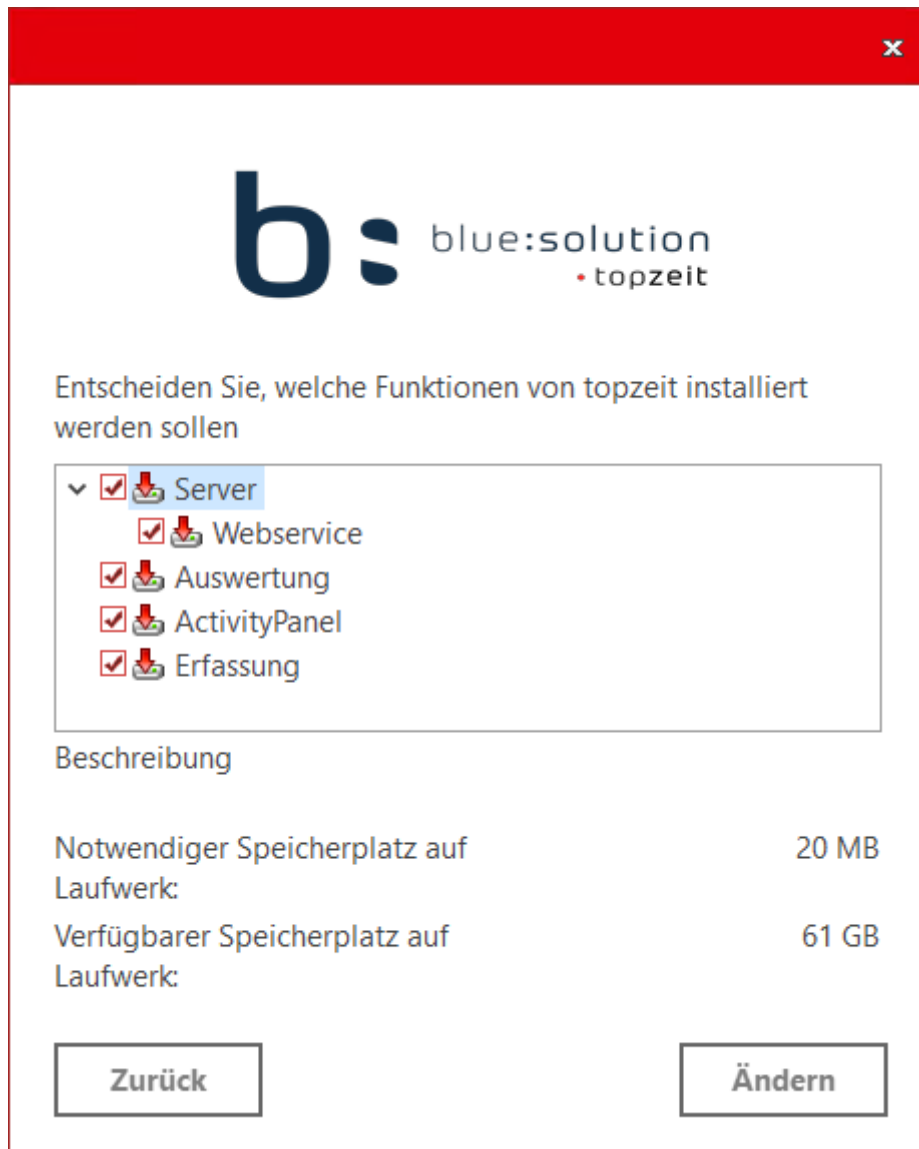 b:
blue:solution
topzeit
Entscheiden Sie, welche Funktionen von topzeit installiert
werden sollen
Server
Webservice
Auswertung
ActivityPanel
Erfassung
Beschreibung
Notwendiger Speicherplatz auf
Laufwerk:
20 MB
Verfügbarer Speicherplatz auf
Laufwerk:
61 GB
Zurück
Ändern